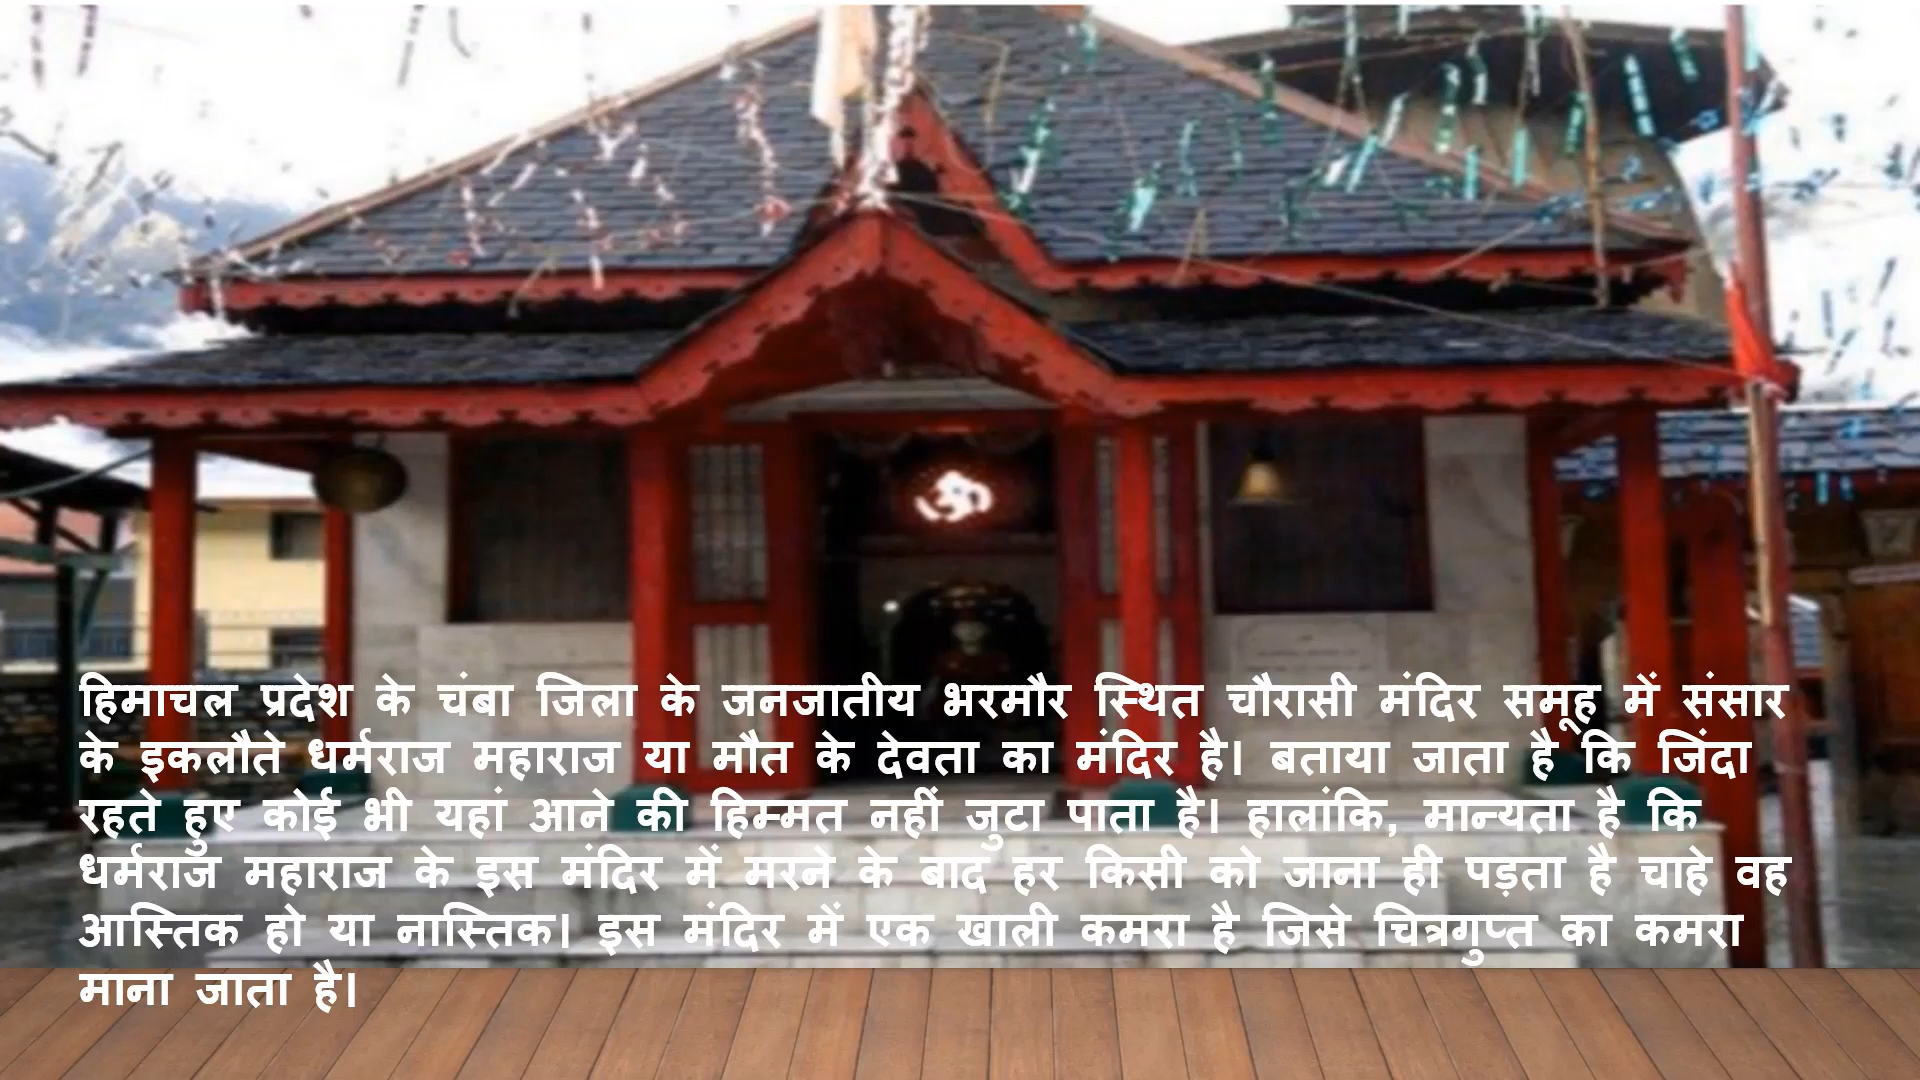 ॐ
हिमाचल प्रदेश के चंबा जिला के जनजातीय भरमौर स्थित चौरासी मंदिर समूह में संसार
के इकलौते धर्मराज महाराज या मौत के देवता का मंदिर है। बताया जाता है कि जिंदा
रहते हुए कोई भी यहां आने की हिम्मत नहीं जुटा पाता है। हालांकि, मान्यता है कि
धर्मराज महाराज के इस मंदिर में मरने के बाद हर किसी को जाना ही पड़ता है चाहे वह
आस्तिक हो या नास्तिक। इस मंदिर में एक खाली कमरा है जिसे चित्रगुप्त का कमरा
माना जाता है।